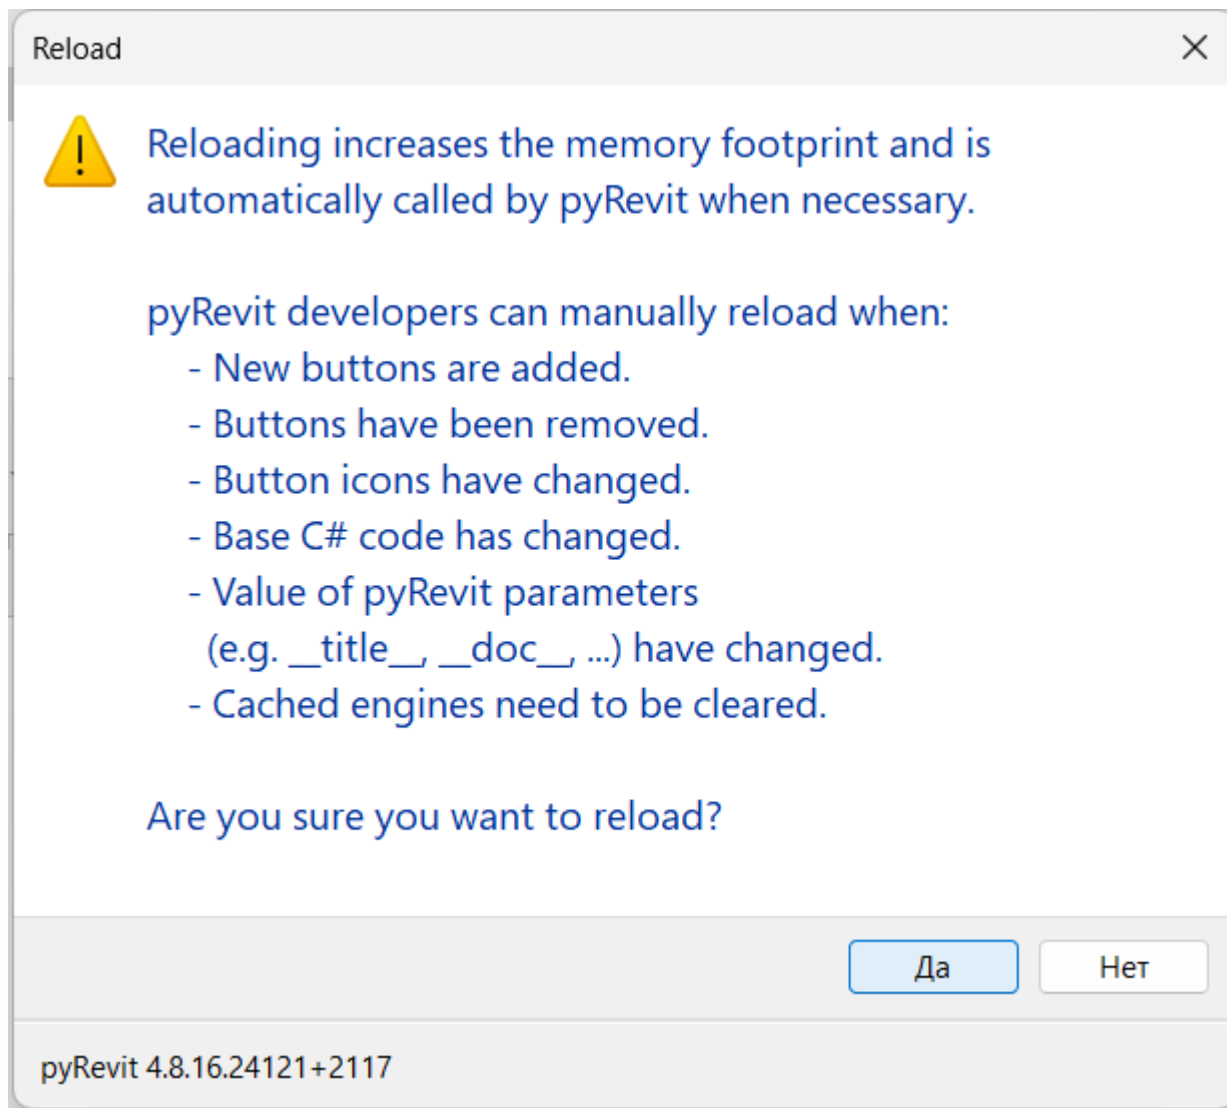 Reload
Reloading increases the memory footprint and is
automatically called by pyRevit when necessary.
pyRevit developers can manually reload when:
- New buttons are added.
- Buttons have been removed.
- Button icons have changed.
- Base C# code has changed.
- Value of pyRevit parameters
(e.g. __title__, __doc__, ...) have changed.
- Cached engines need to be cleared.
Are you sure you want to reload?
Да
Нет
pyRevit 4.8.16.24121+2117